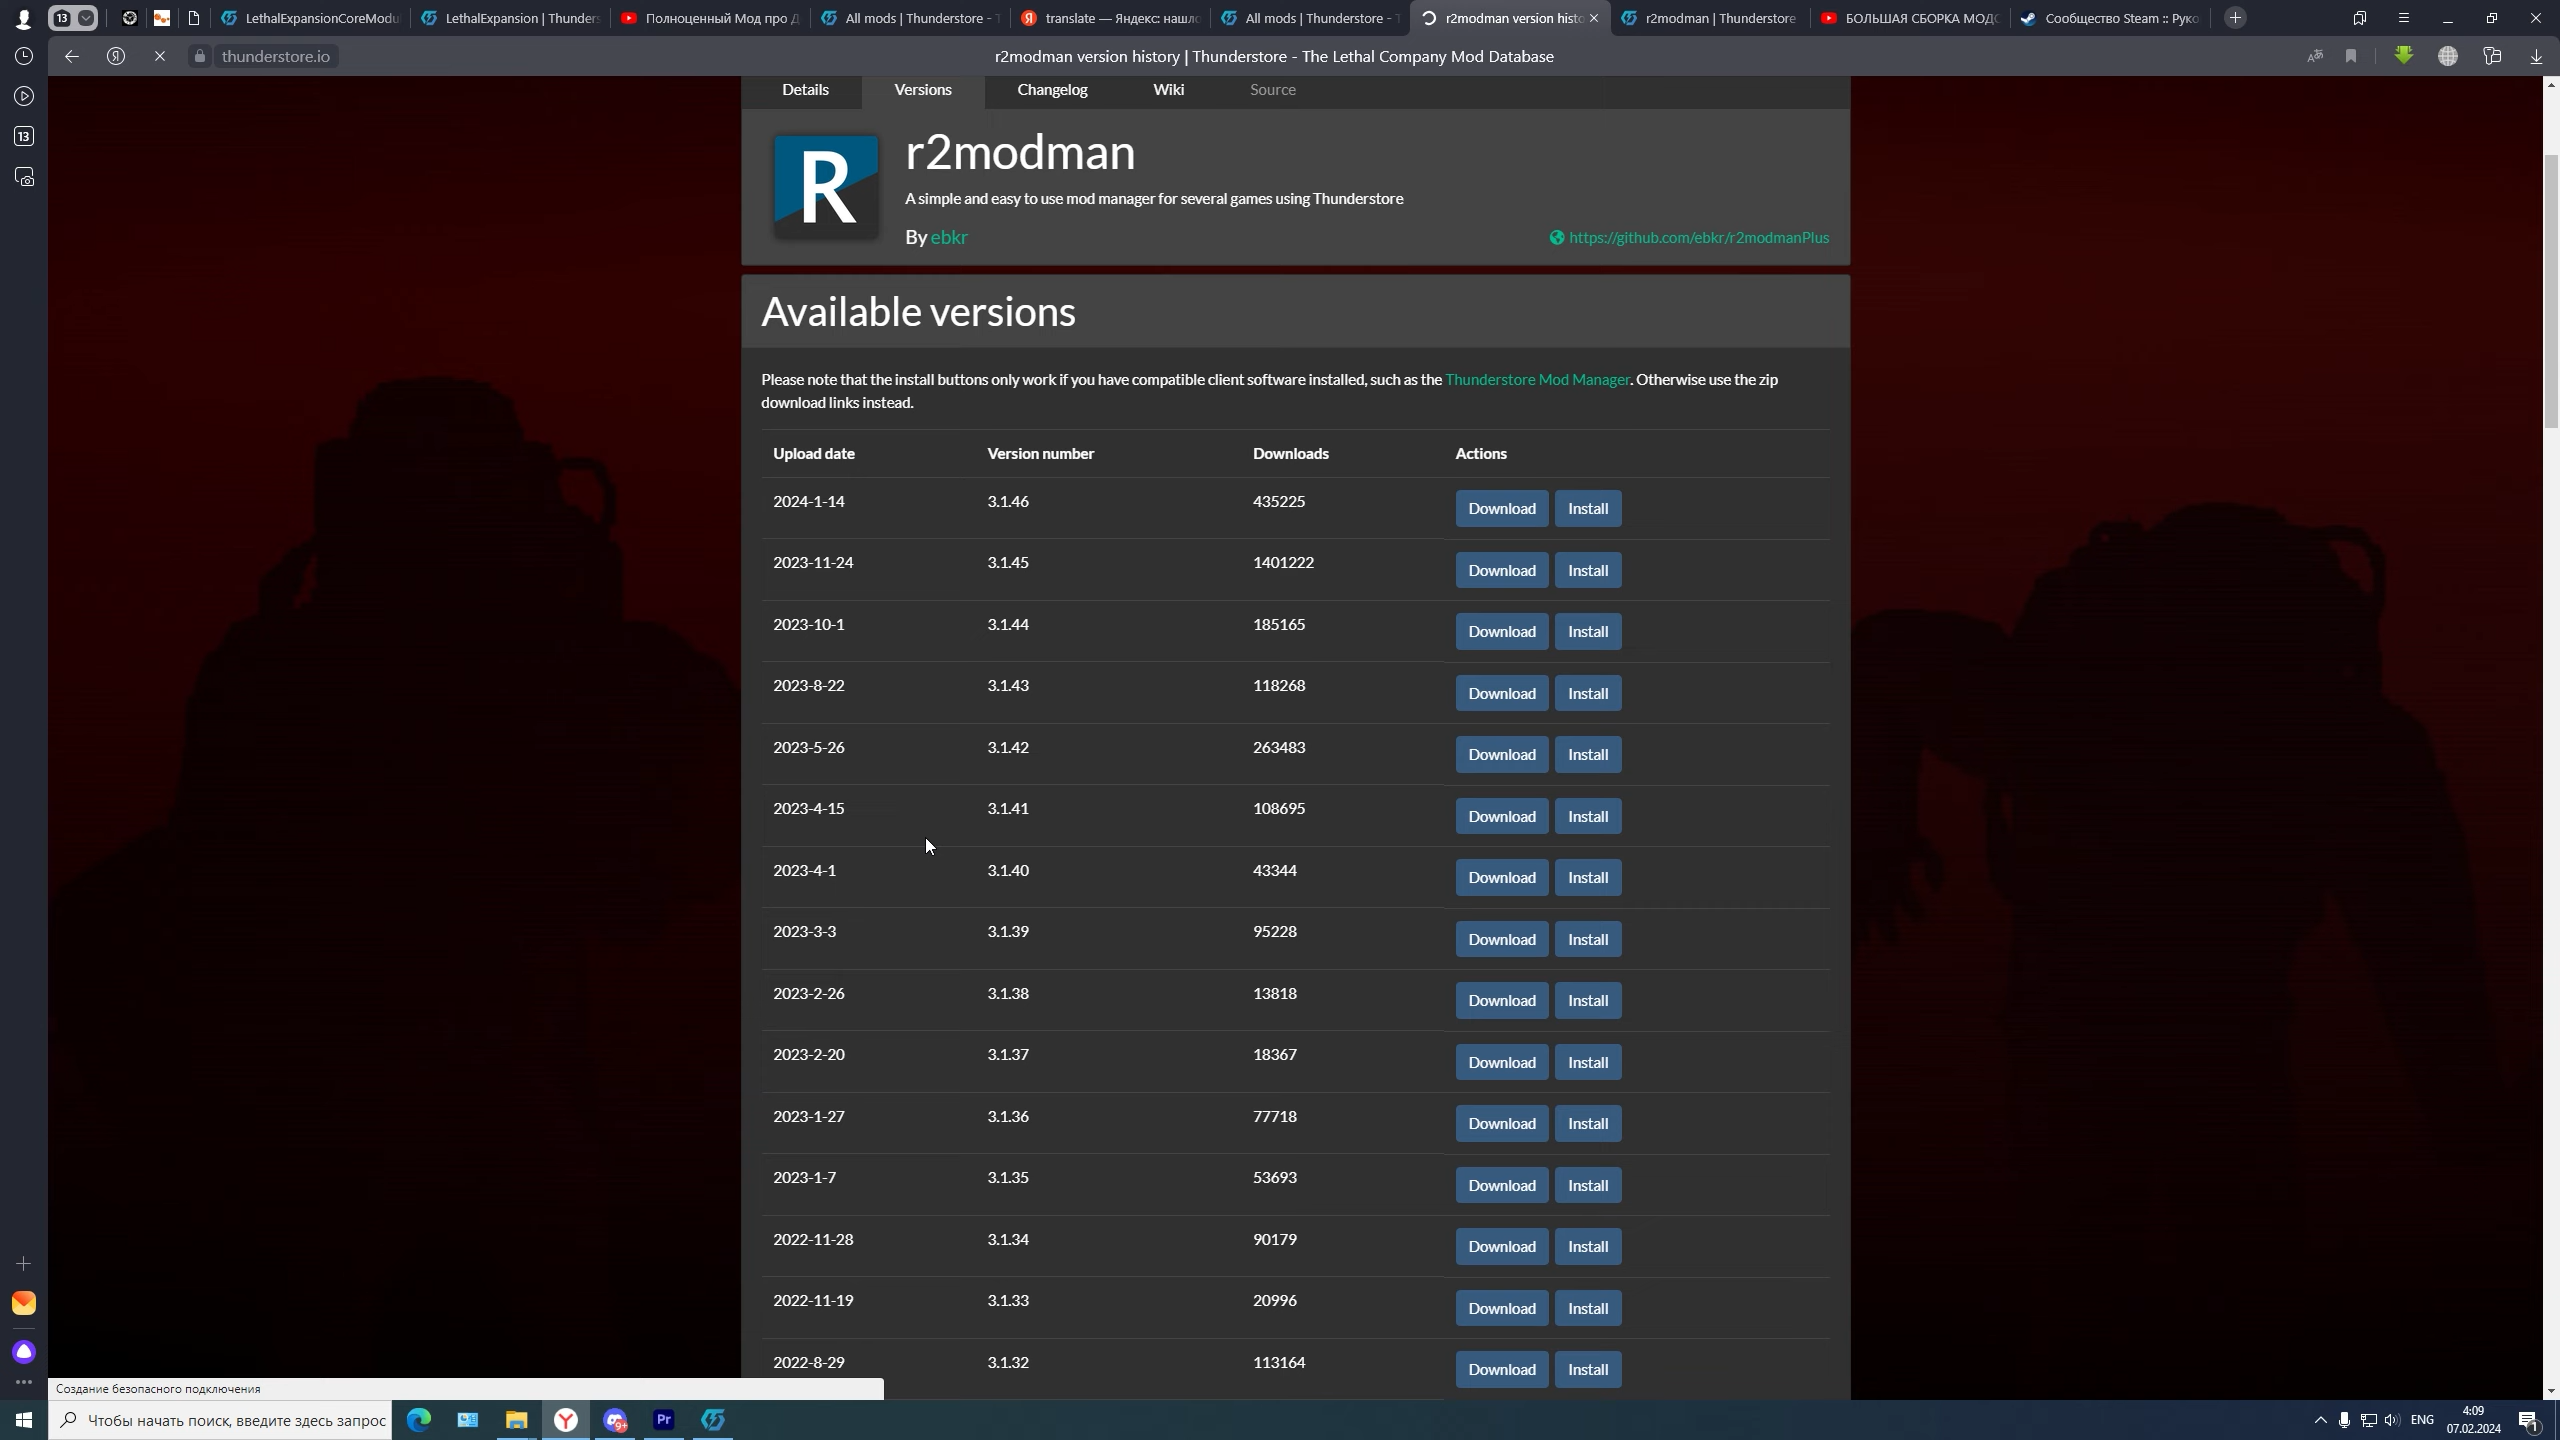 13
LethalExpansionCoreModu
LethalExpansion | Thunders
Полноценный Мод про Д
All mods | Thunderstore - T
translate — Яндекс: нашло
All mods | Thunderstore - T
r2modman version histo
r2modman | Thunderstore
БОЛЬШАЯ СБОРКА МОДО
Сообщество Steam :: Руко
thunderstore.io
r2modman version history | Thunderstore - The Lethal Company Mod Database
13
Details
Versions
Changelog
Wiki
Source
R
r2modman
A simple and easy to use mod manager for several games using Thunderstore
By ebkr
https://github.com/ebkr/r2modmanPlus
Available versions
Please note that the install buttons only work if you have compatible client software installed, such as the Thunderstore Mod Manager. Otherwise use the zip
download links instead.
Upload date Version number Downloads Actions
2024-1-14 3.1.46 435225 Download Install
2023-11-24 3.1.45 1401222 Download Install
2023-10-1 3.1.44 185165 Download Install
2023-8-22 3.1.43 118268 Download Install
2023-5-26 3.1.42 263483 Download Install
2023-4-15 3.1.41 108695 Download Install
2023-4-1 3.1.40 43344 Download Install
2023-3-3 3.1.39 95228 Download Install
2023-2-26 3.1.38 13818 Download Install
2023-2-20 3.1.37 18367 Download Install
2023-1-27 3.1.36 77718 Download Install
2023-1-7 3.1.35 53693 Download Install
2022-11-28 3.1.34 90179 Download Install
2022-11-19 3.1.33 20996 Download Install
2022-8-29 3.1.32 113164 Download Install
Создание безопасного подключения
Чтобы начать поиск, введите здесь запрос
Pr
ENG
4:09
07.02.2024
1